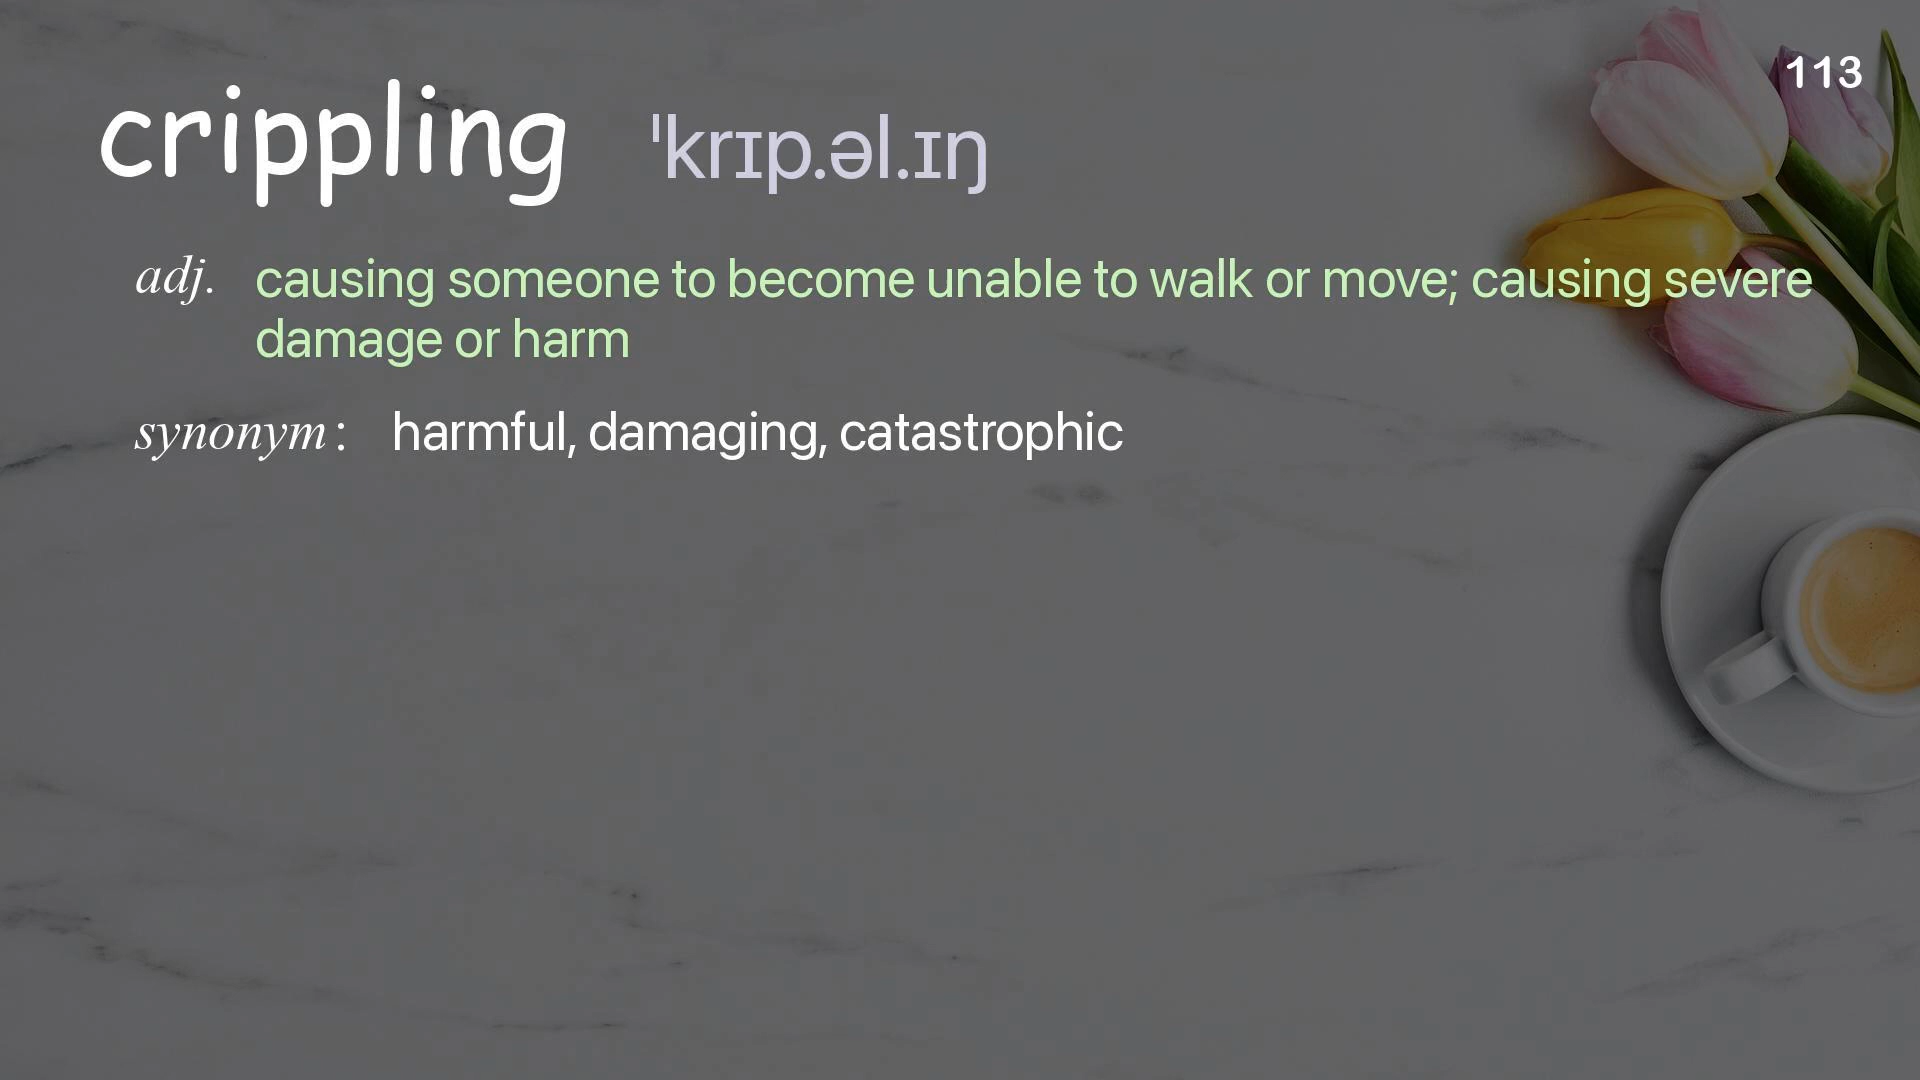 113
crippling ˈkrɪp.əl.ɪŋ
adj. causing someone to become unable to walk or move; causing severe
damage or harm
synonym: harmful, damaging, catastrophic